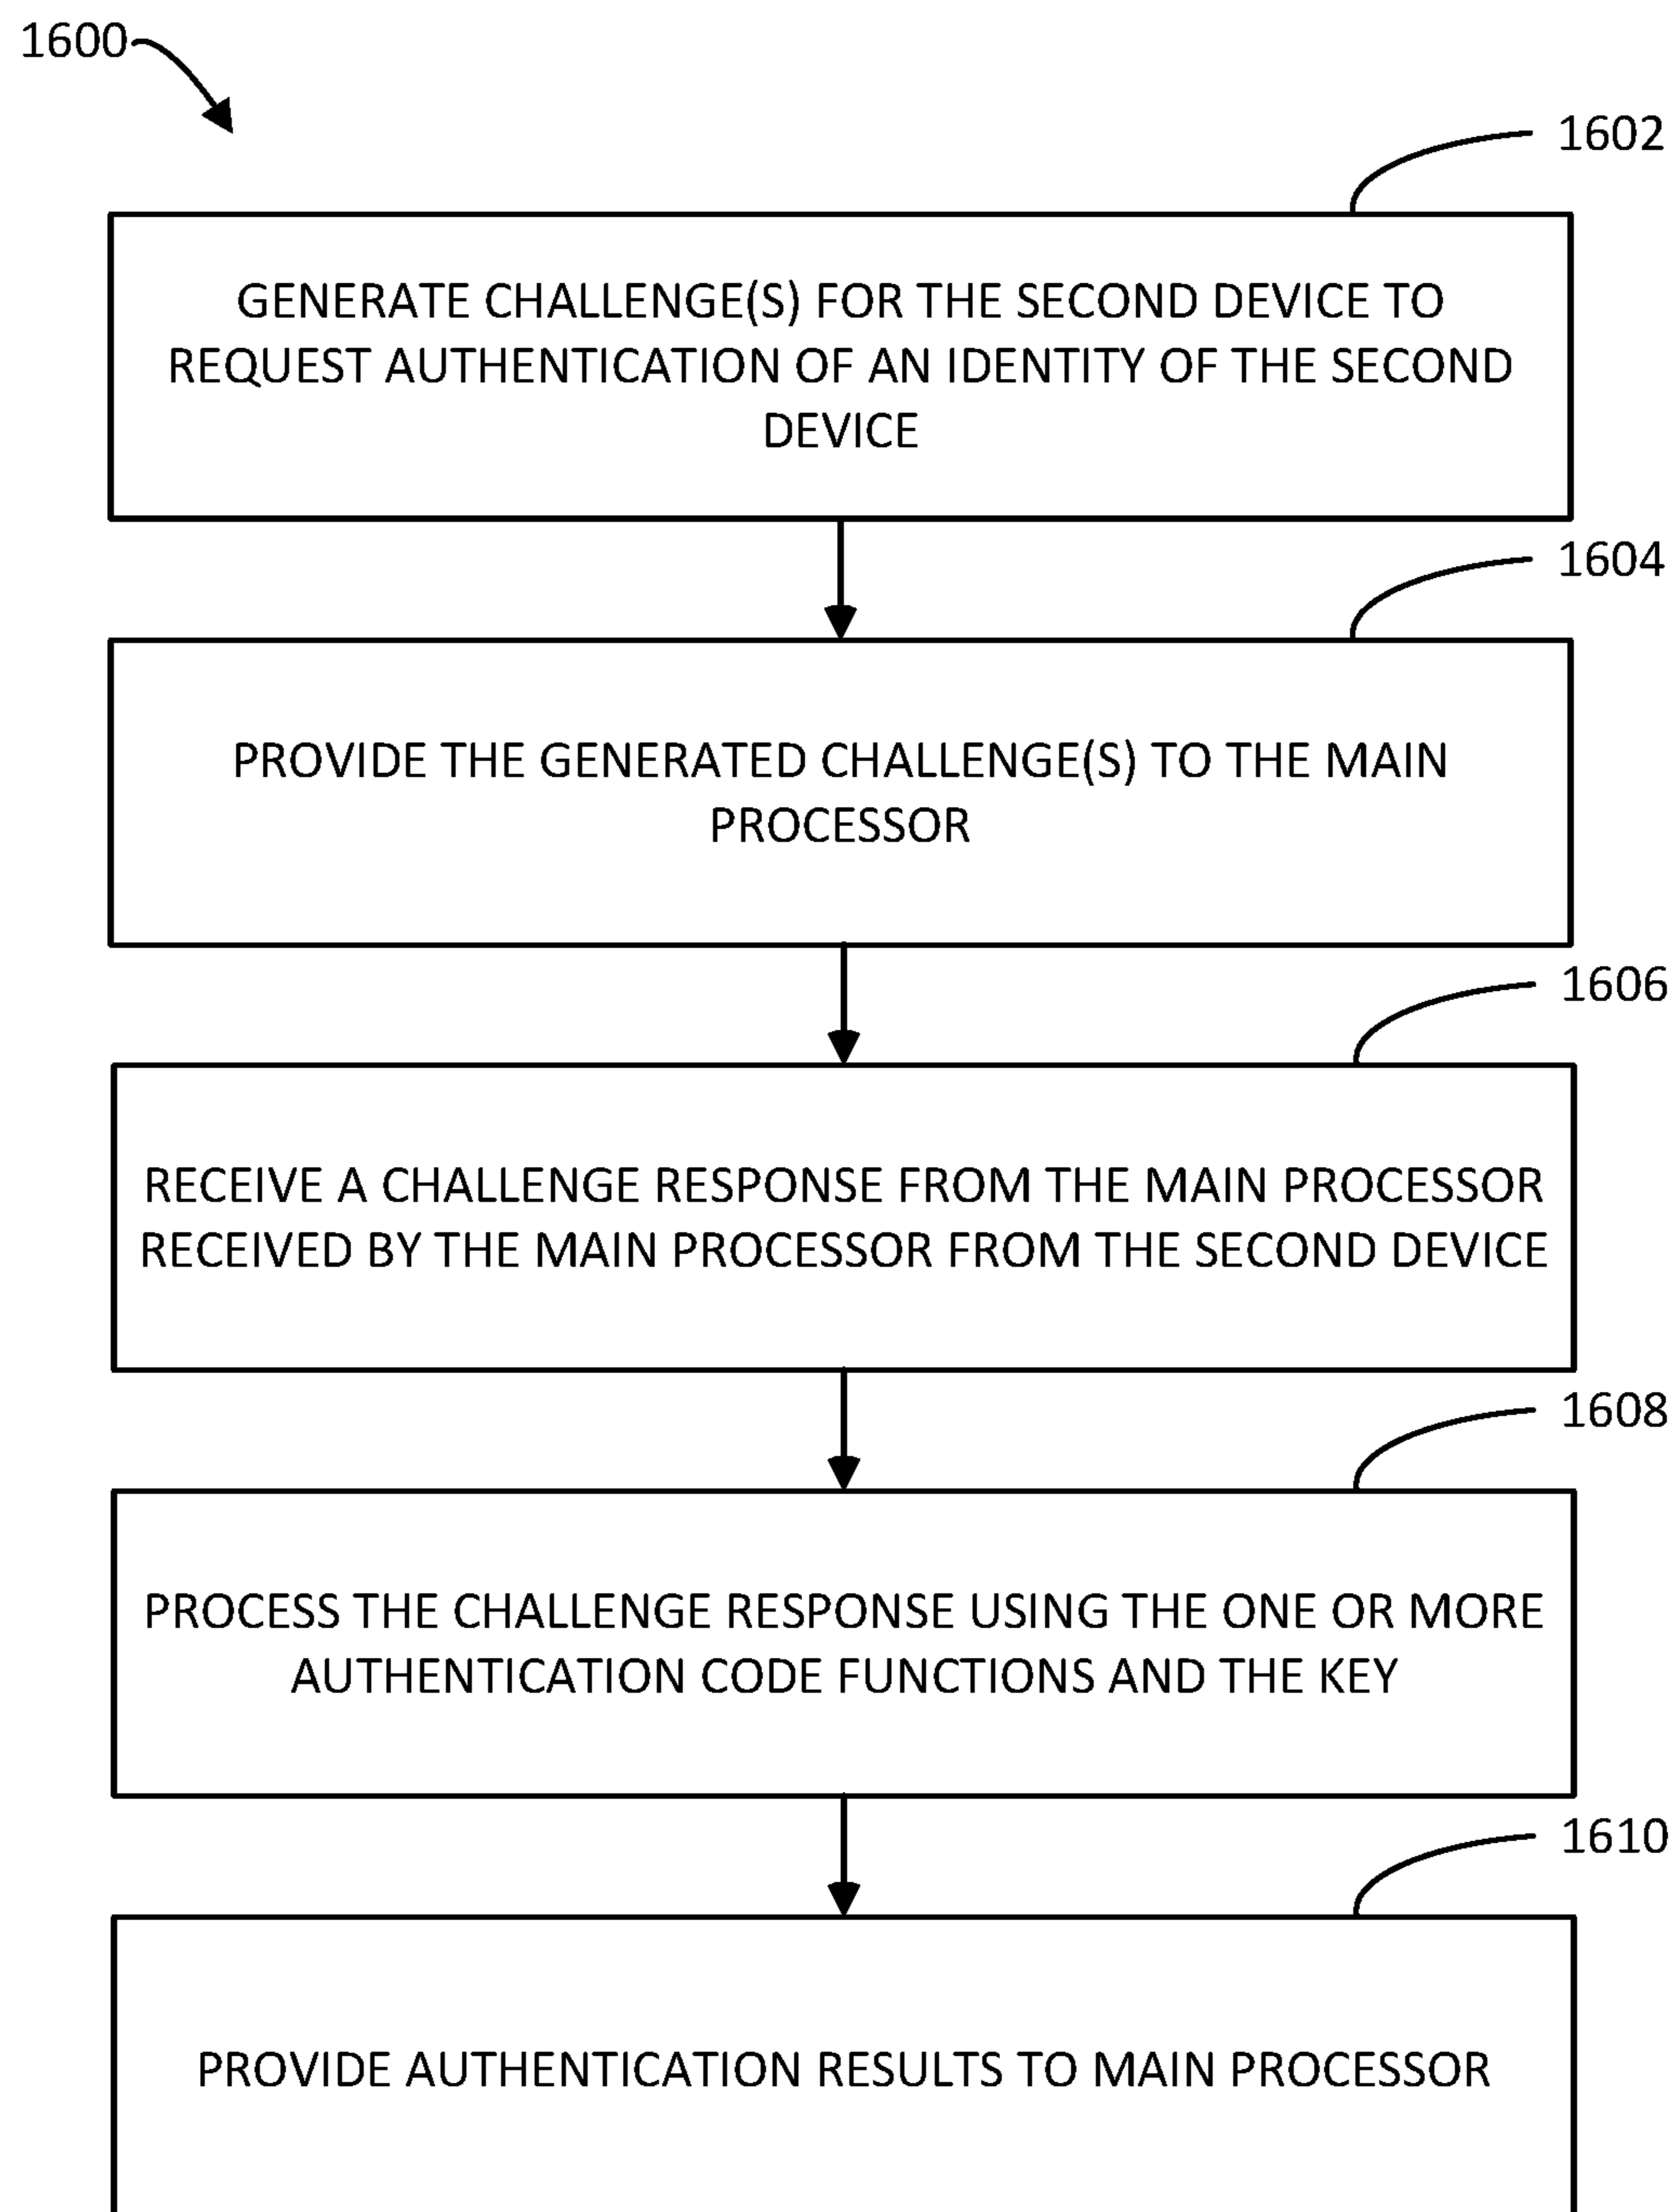 1600
1602
GENERATE CHALLENGE(S) FOR THE SECOND DEVICE TO
REQUEST AUTHENTICATION OF AN IDENTITY OF THE SECOND
DEVICE
1604
PROVIDE THE GENERATED CHALLENGE(S) TO THE MAIN
PROCESSOR
1606
RECEIVE A CHALLENGE RESPONSE FROM THE MAIN PROCESSOR
RECEIVED BY THE MAIN PROCESSOR FROM THE SECOND DEVICE
1608
PROCESS THE CHALLENGE RESPONSE USING THE ONE OR MORE
AUTHENTICATION CODE FUNCTIONS AND THE KEY
1610
PROVIDE AUTHENTICATION RESULTS TO MAIN PROCESSOR